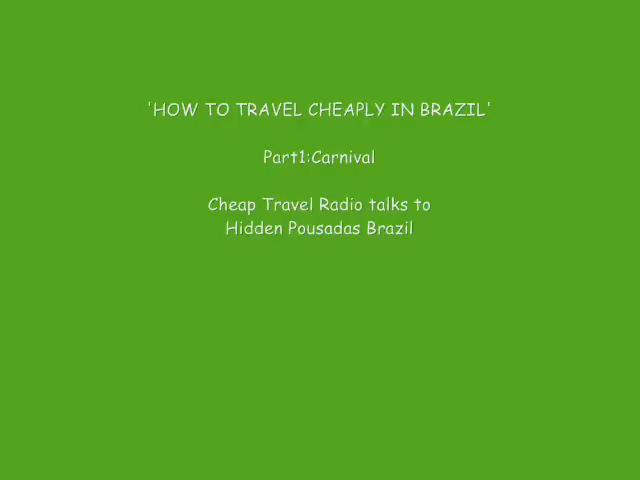 'HOW TO TRAVEL CHEAPLY IN BRAZIL'
Part1:Carnival
Cheap Travel Radio talks to
Hidden Pousadas Brazil